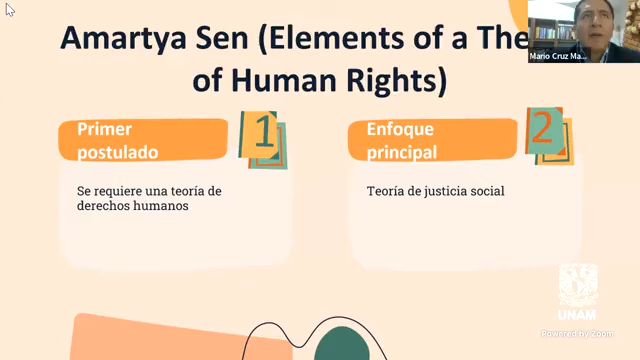 Amartya Sen (Elements of a The
of Human Rights)
Mario Cruz Ma...
Primer
postulado
1
Enfoque
principal
2
Se requiere una teoría de
derechos humanos
Teoría de justicia social
UNAM
Powered by Zoom